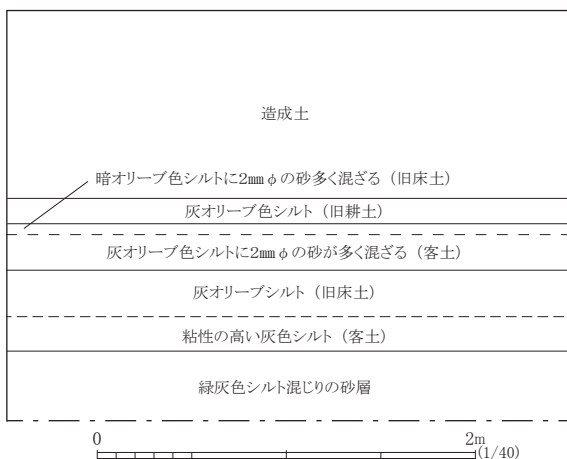 造成土
暗オリーブ色シルトに2㎜φの砂多く混ざる（旧床土）
灰オリーブ色シルト（旧耕土）
灰オリーブ色シルトに2㎜φの砂が多く混ざる（客土）
灰オリーブシルト（旧床土）
粘性の高い灰色シルト（客土）
緑灰色シルト混じりの砂層
0 2m
(1/40)